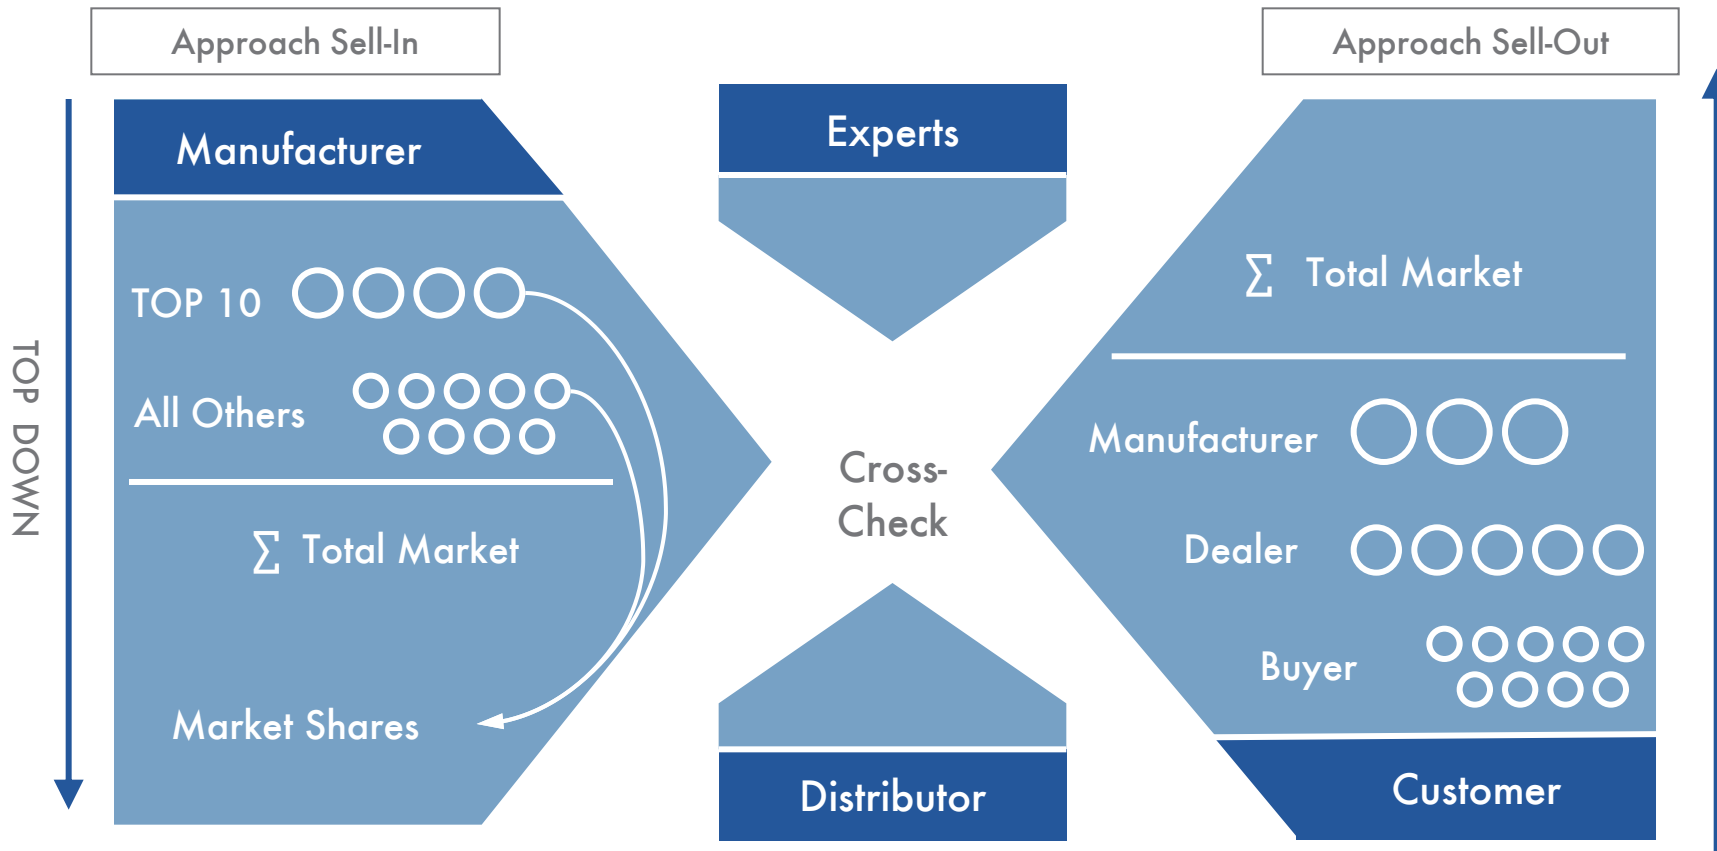 Approach Sell-In
Manufacturer
TOP 10
All Others
∑ Total Market
Market Shares
TOP DOWN
Experts
Cross-
Check
Distributor
Approach Sell-Out
∑ Total Market
Manufacturer
Dealer
Buyer
Customer